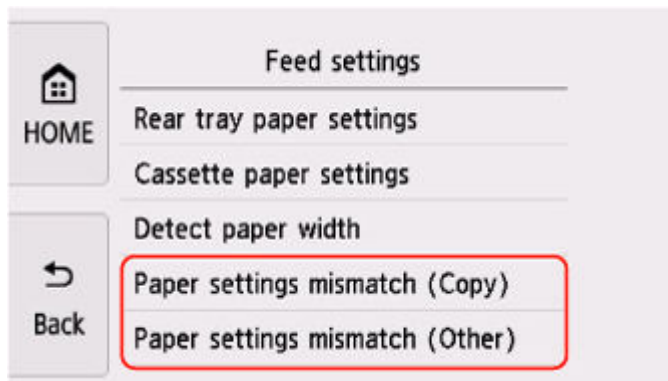 Feed settings
HOME
Rear tray paper settings
Cassette paper settings
Detect paper width
Paper settings mismatch (Copy)
Back
Paper settings mismatch (Other)